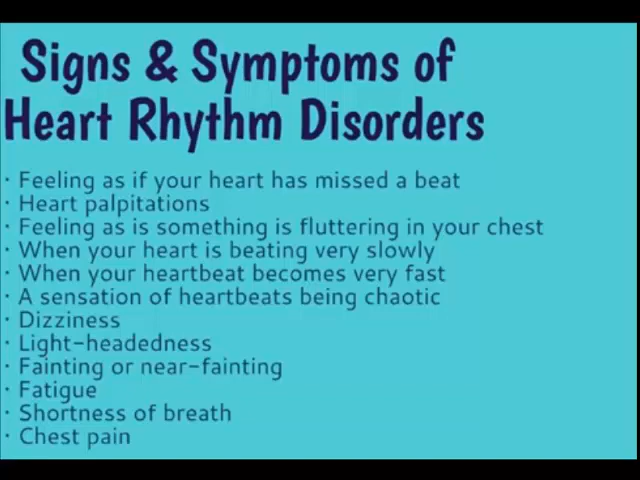 Signs & Symptoms of
Heart Rhythm Disorders
· Feeling as if your heart has missed a beat
· Heart palpitations
· Feeling as is something is fluttering in your chest
· When your heart is beating very slowly
· When your heartbeat becomes very fast
· A sensation of heartbeats being chaotic
· Dizziness
· Light-headedness
· Fainting or near-fainting
· Fatigue
· Shortness of breath
· Chest pain